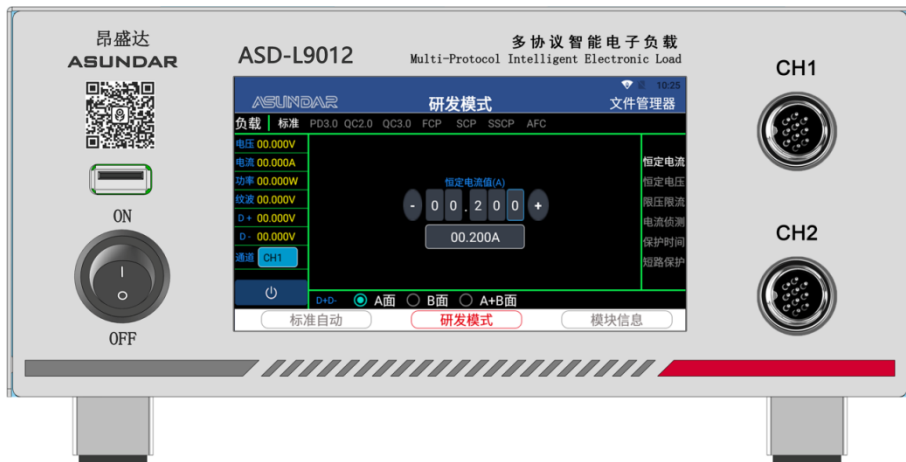 昂盛达
ASUNDAR
ON
OFF
ASD-L9012
多协议智能电子负载
Multi-Protocol Intelligent Electronic Load
10:25
ASUNDAR
研发模式
文件管理器
负载 标准 PD3.0 QC2.0 QC3.0 FCP SCP SSCP AFC
电压 00.000V
电流 00.000A
功率 00.000W
纹波 00.000V
D+ 00.000V
D- 00.000V
通道 CH1
恒定电流值(A)
- 0 0 . 2 0 0 +
00.200A
恒定电流
恒定电压
限压限流
电流侦测
保护时间
短路保护
D+D- A面 B面 A+B面
标准自动 研发模式 模块信息
CH1
CH2